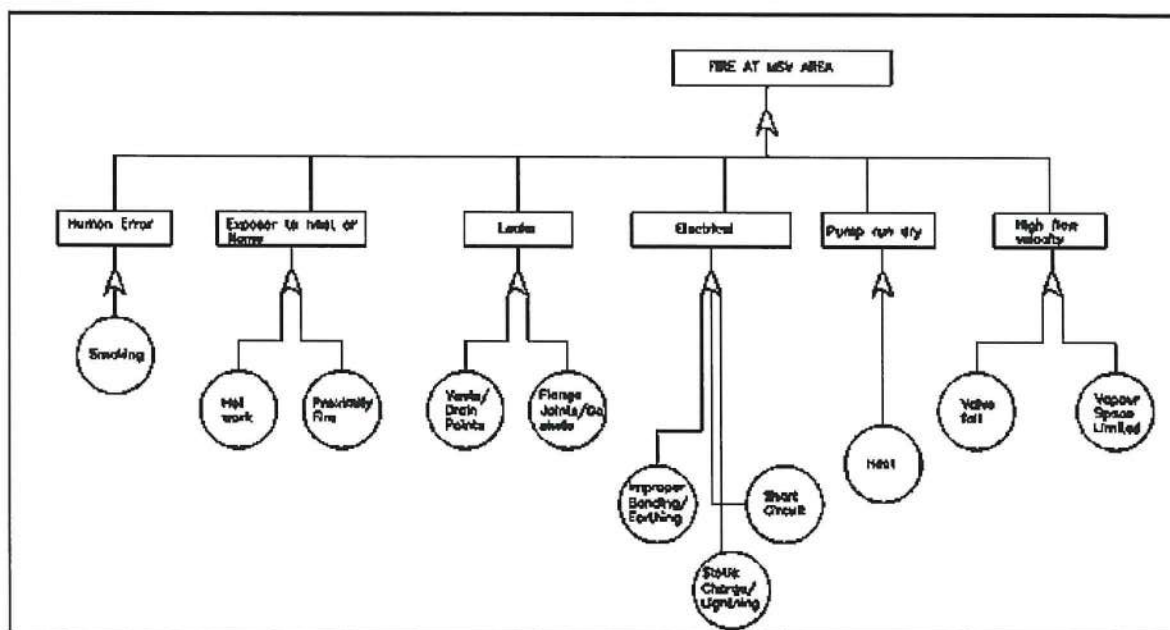 FIRE AT MSW AREA
Human Error
Exposer to heat or
flame
Leaks
Electrical
Pump run dry
High flow
velocity
Smoking
Hot
work
Proximity
Fire
Vents/
Drain
Points
Flange
Joints/Ga
skets
Improper
Bonding/
Earthing
Short
Circuit
Static
Charge/
Lightning
Heat
Valve
fail
Vapour
Space
Limited